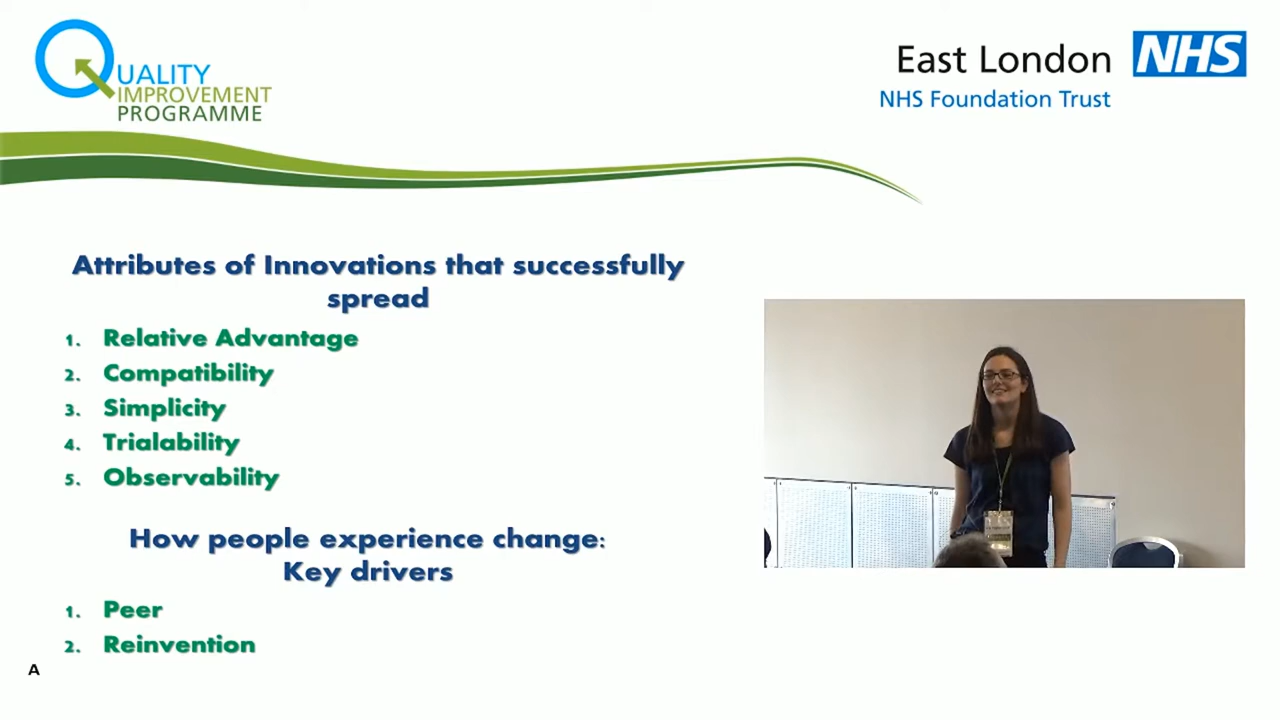 QUALITY
IMPROVEMENT
PROGRAMME
East London NHS
NHS Foundation Trust
Attributes of Innovations that successfully
spread
1. Relative Advantage
2. Compatibility
3. Simplicity
4. Trialability
5. Observability
How people experience change:
Key drivers
1. Peer
2. Reinvention
A